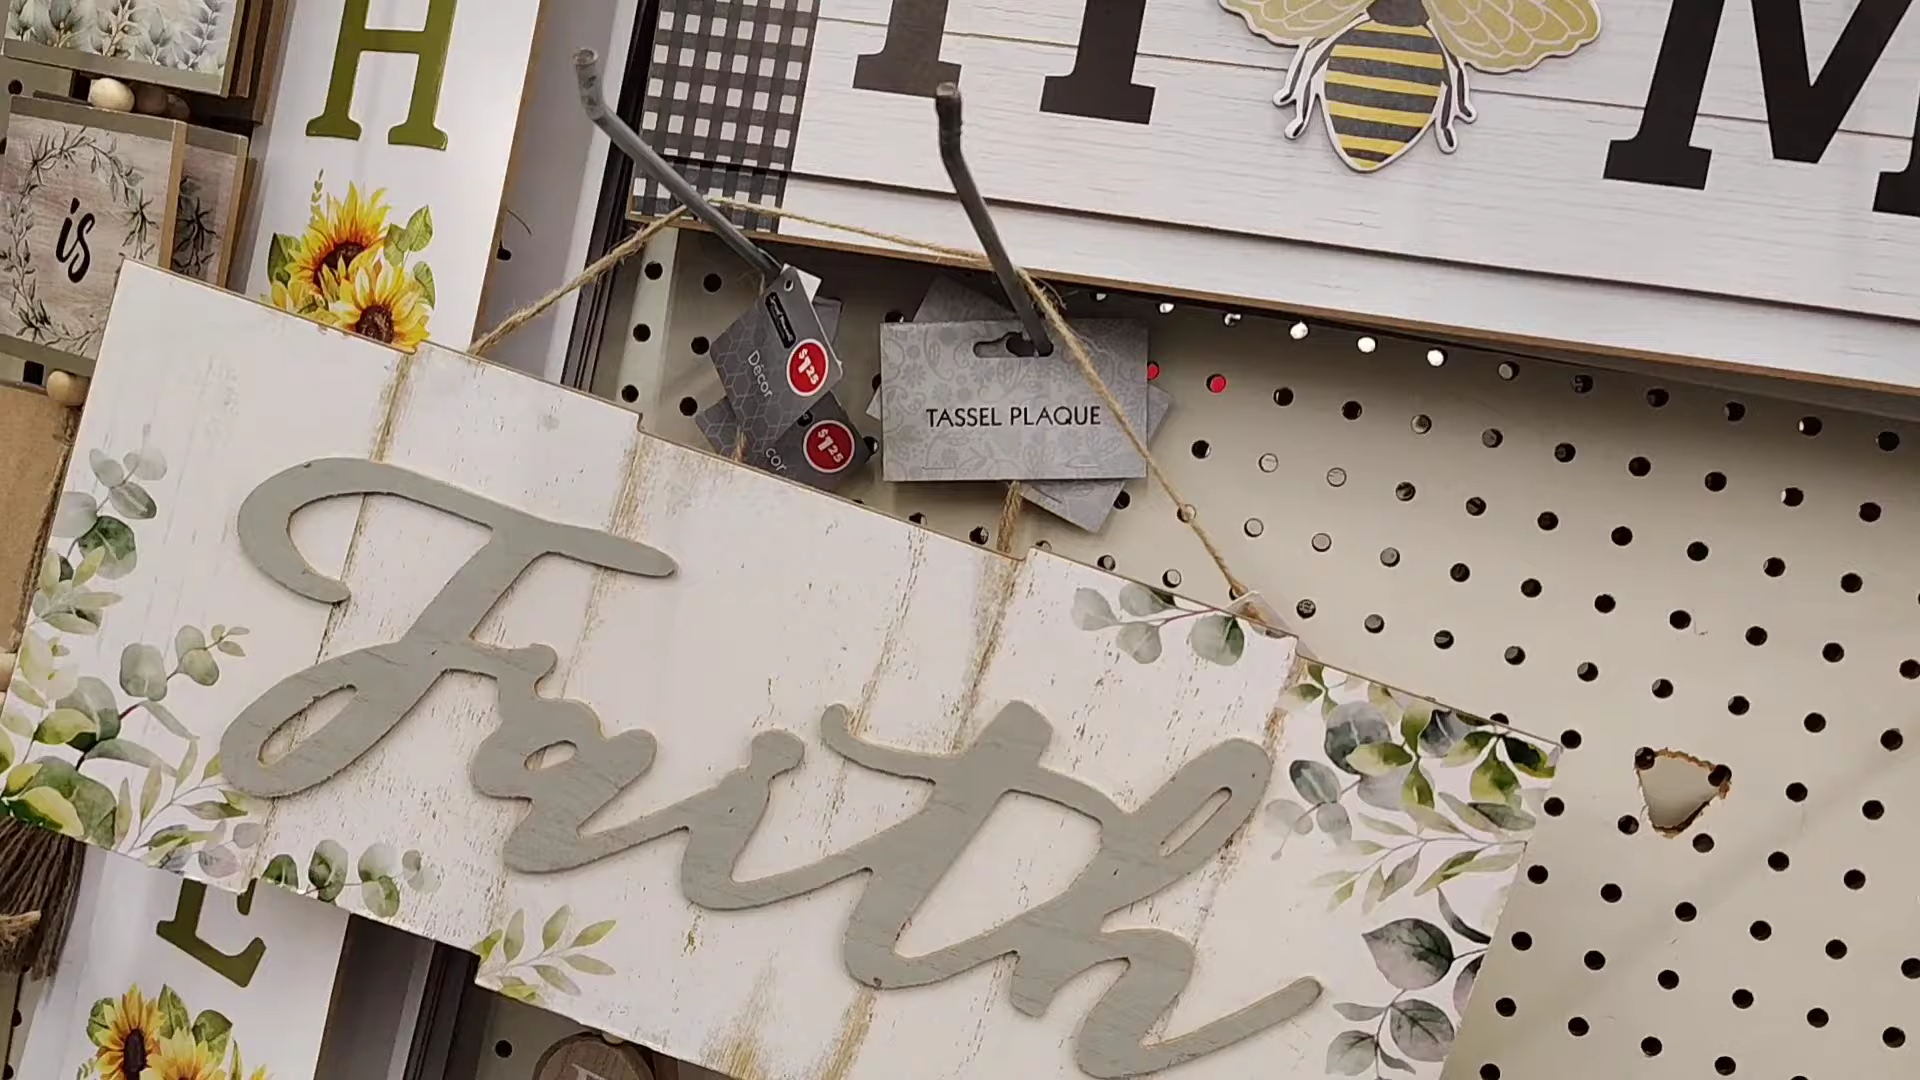 H
H M
is
Décor
$1.25
cor
$1.25
TASSEL PLAQUE
Faith
E